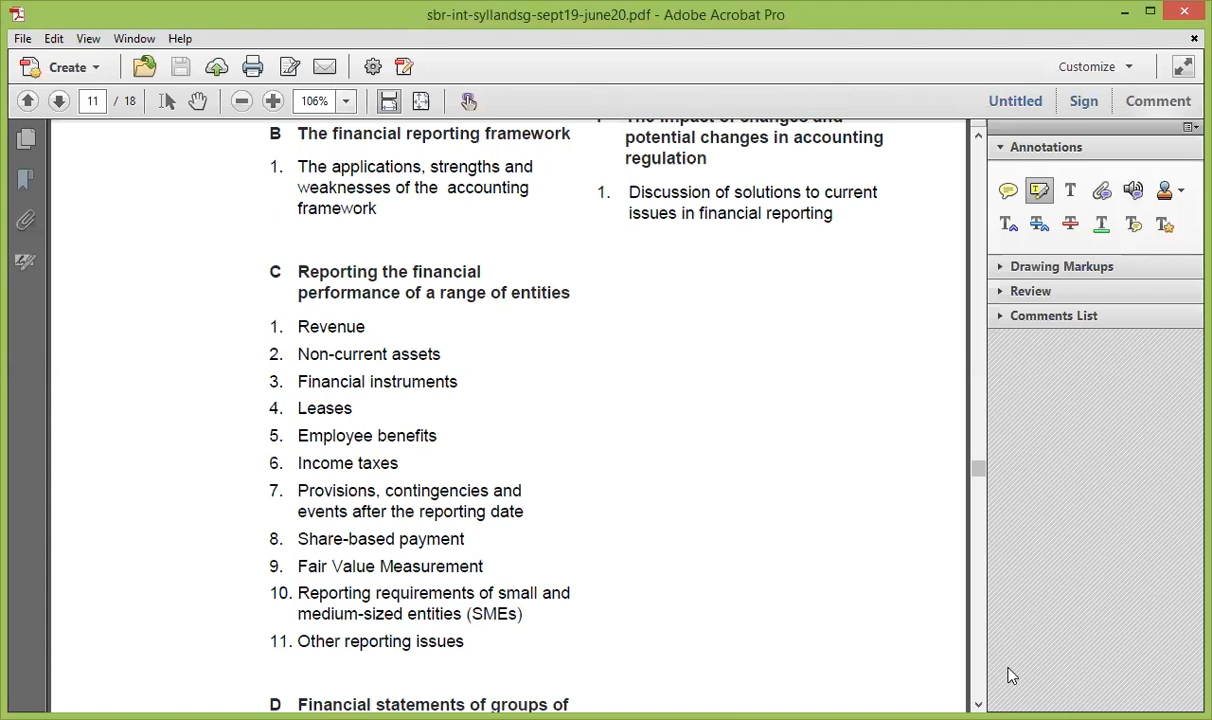 sbr-int-syllandsg-sept19-june20.pdf - Adobe Acrobat Pro
File Edit View Window Help
Create
Customize
11 / 18
106%
Untitled
Sign
Comment
B The financial reporting framework
1. The applications, strengths and
weaknesses of the accounting
framework
C Reporting the financial
performance of a range of entities
1. Revenue
2. Non-current assets
3. Financial instruments
4. Leases
5. Employee benefits
6. Income taxes
7. Provisions, contingencies and
events after the reporting date
8. Share-based payment
9. Fair Value Measurement
10. Reporting requirements of small and
medium-sized entities (SMEs)
11. Other reporting issues
D Financial statements of groups of
The impact of changes and
potential changes in accounting
regulation
1. Discussion of solutions to current
issues in financial reporting
Annotations
Drawing Markups
Review
Comments List